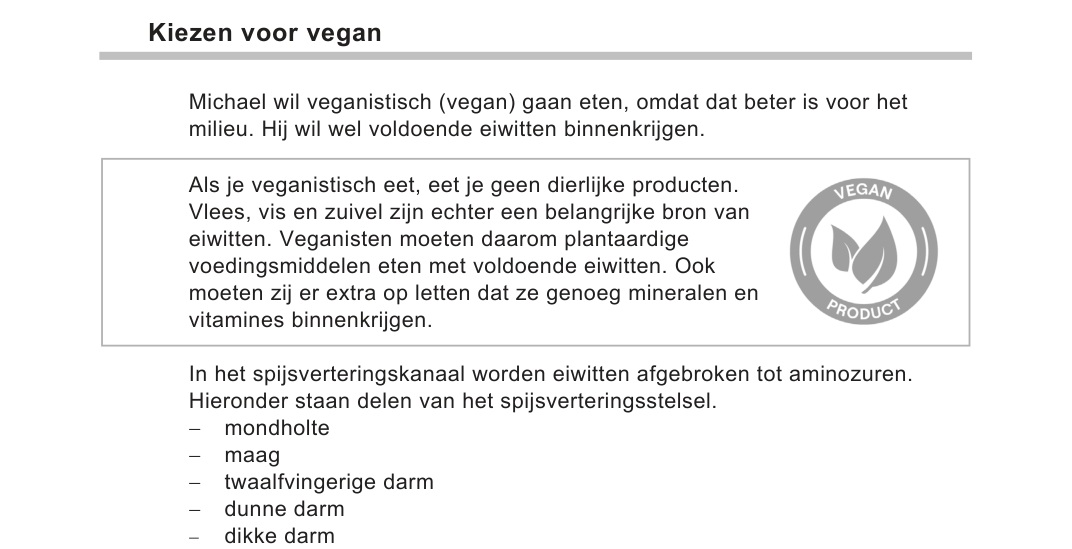 Kiezen voor vegan
Michael wil veganistisch (vegan) gaan eten, omdat dat beter is voor het
milieu. Hij wil wel voldoende eiwitten binnenkrijgen.
Als je veganistisch eet, eet je geen dierlijke producten.
Vlees, vis en zuivel zijn echter een belangrijke bron van
eiwitten. Veganisten moeten daarom plantaardige
voedingsmiddelen eten met voldoende eiwitten. Ook
moeten zij er extra op letten dat ze genoeg mineralen en
vitamines binnenkrijgen.
VEGAN
PRODUCT
In het spijsverteringskanaal worden eiwitten afgebroken tot aminozuren.
Hieronder staan delen van het spijsverteringsstelsel.
– mondholte
– maag
– twaalfvingerige darm
– dunne darm
– dikke darm